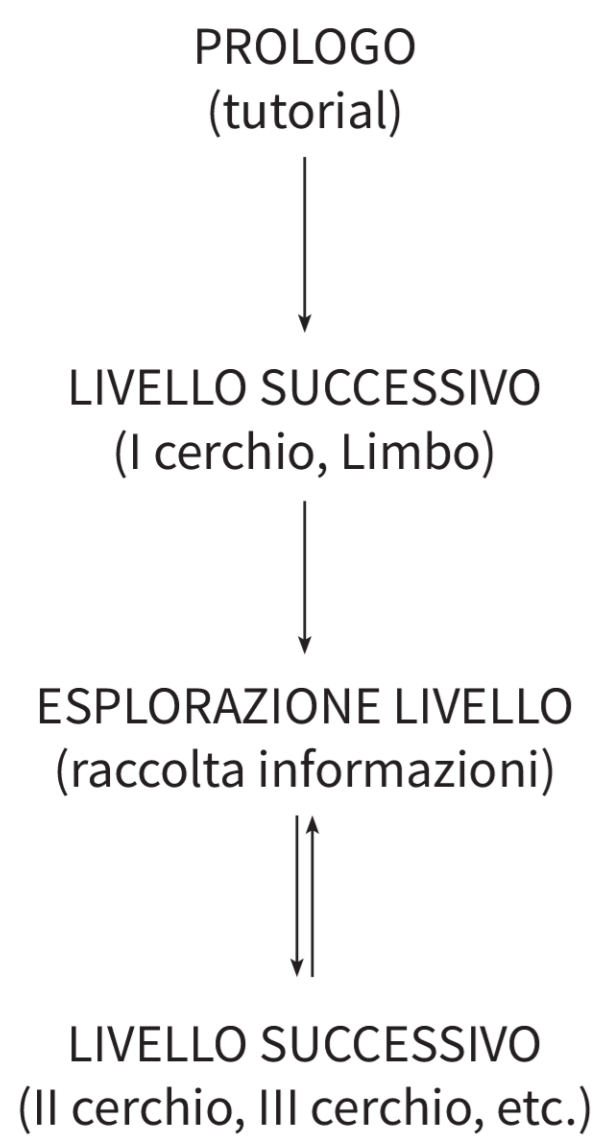 PROLOGO
(tutorial)
LIVELLO SUCCESSIVO
(I cerchio, Limbo)
ESPLORAZIONE LIVELLO
(raccolta informazioni)
LIVELLO SUCCESSIVO
(II cerchio, III cerchio, etc.)